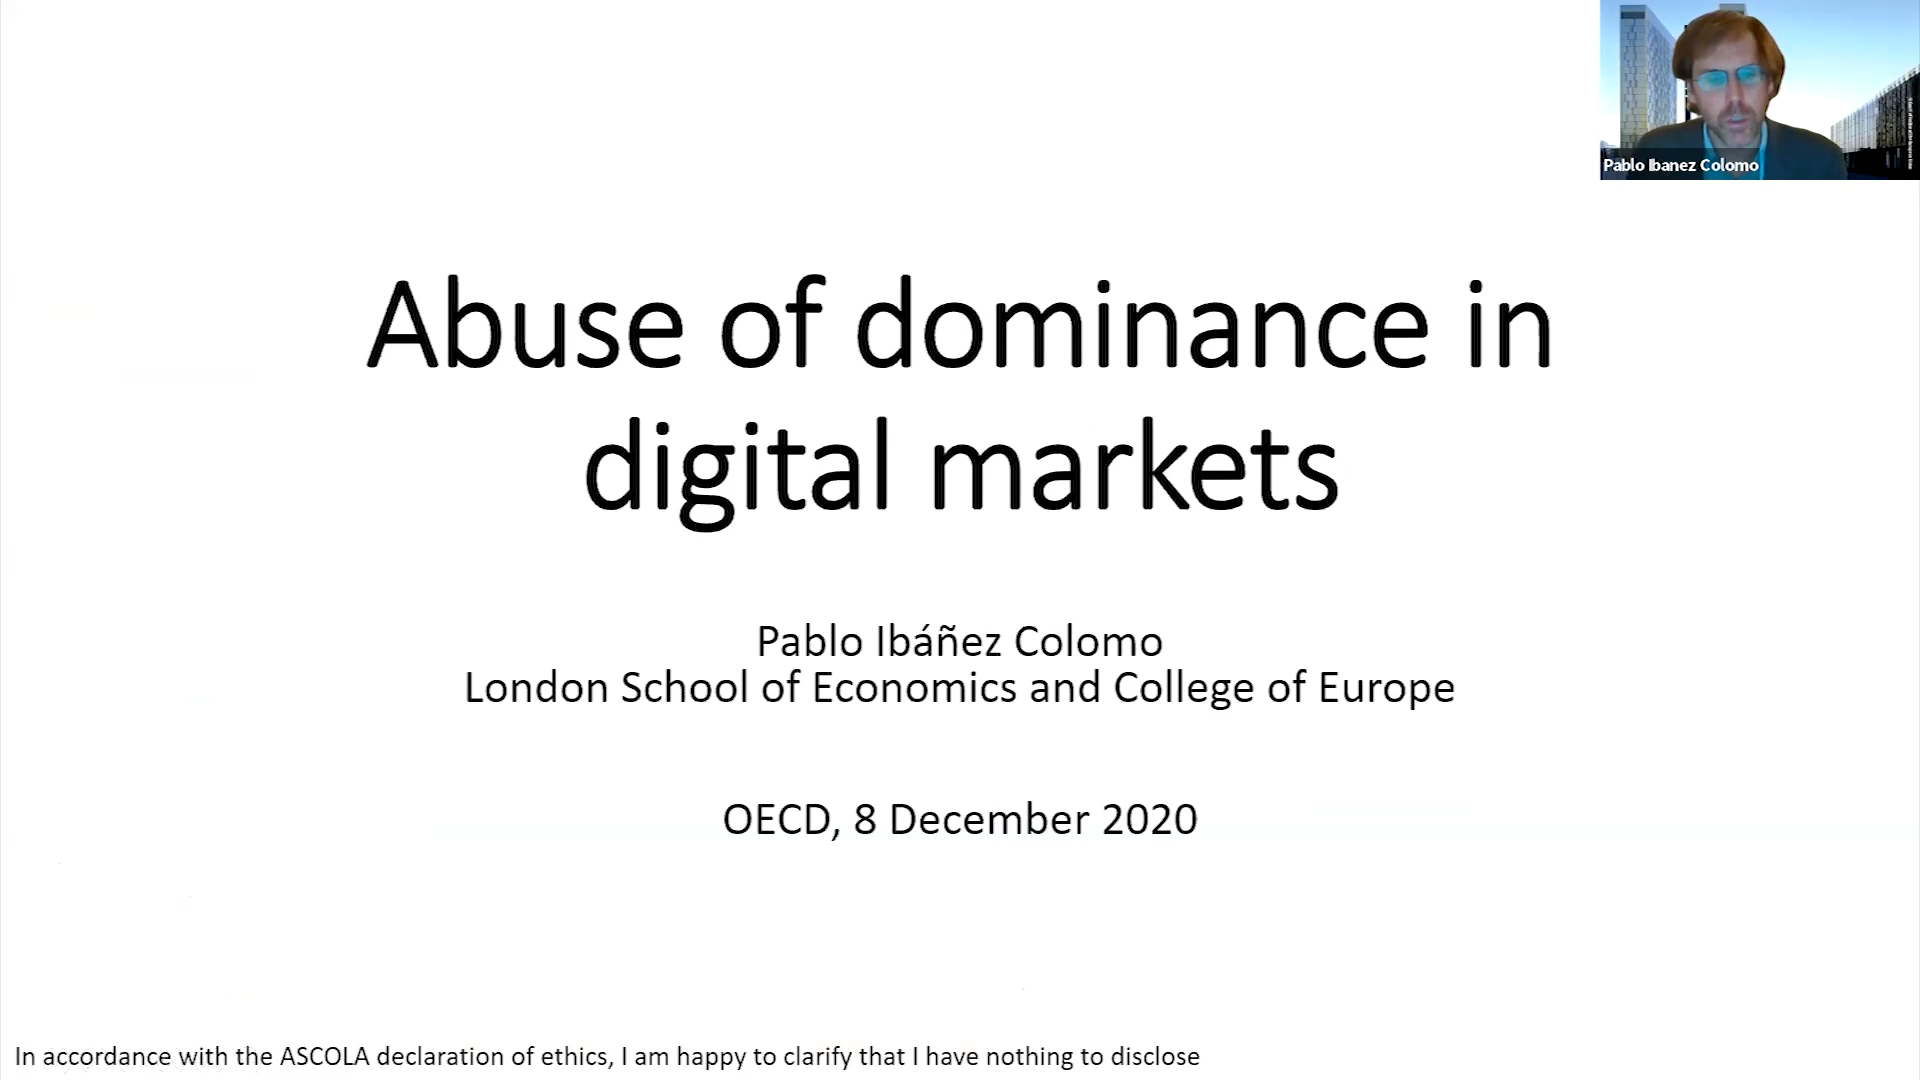 Pablo Ibanez Colomo
Abuse of dominance in
digital markets
Pablo Ibáñez Colomo
London School of Economics and College of Europe
OECD, 8 December 2020
In accordance with the ASCOLA declaration of ethics, I am happy to clarify that I have nothing to disclose